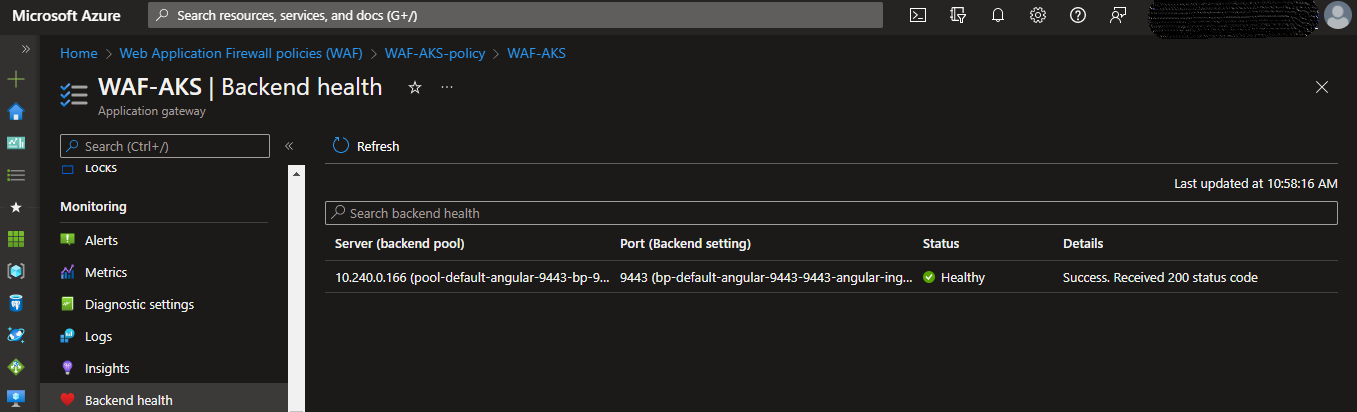 Microsoft Azure
Search resources, services, and docs (G+/)
Home > Web Application Firewall policies (WAF) > WAF-AKS-policy > WAF-AKS
WAF-AKS | Backend health
Application gateway
Search (Ctrl+/)
Refresh
Locks
Last updated at 10:58:16 AM
Monitoring
Search backend health
Alerts
Server (backend pool) Port (Backend setting) Status Details
Metrics
10.240.0.166 (pool-default-angular-9443-bp-9... 9443 (bp-default-angular-9443-9443-angular-ing... Healthy Success. Received 200 status code
Diagnostic settings
Logs
Insights
Backend health